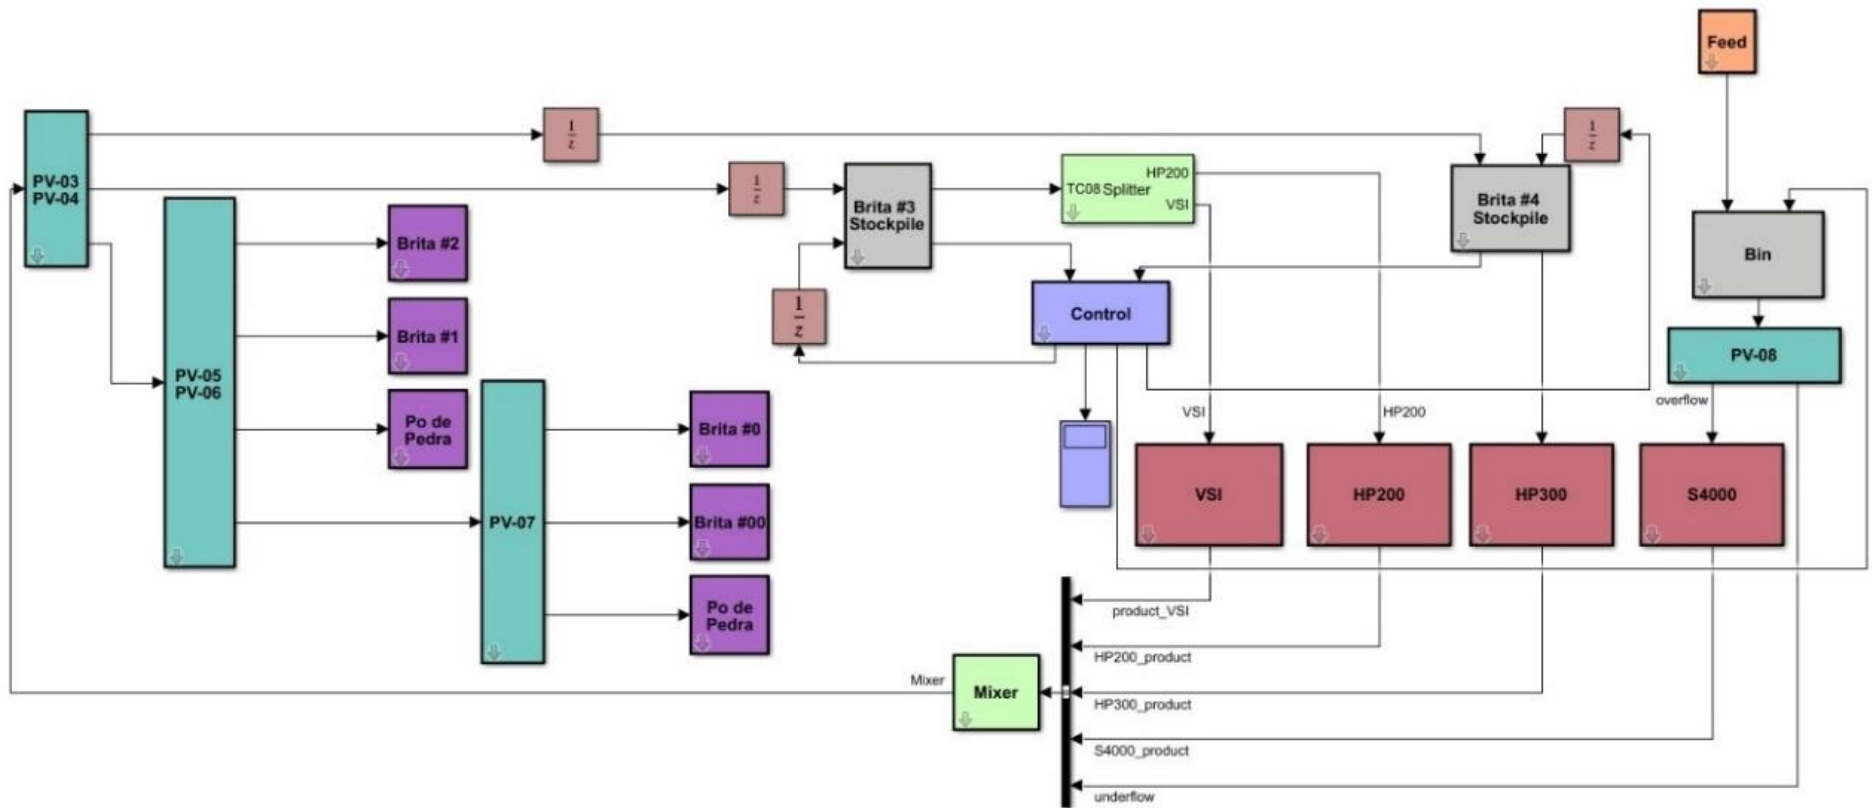 Feed
1
z
1
z
PV-03
PV-04
1
z
Brita #3
Stockpile
TC08 Splitter
HP200
VSI
Brita #4
Stockpile
Bin
Brita #2
1
z
Control
Brita #1
PV-08
PV-05
PV-06
overflow
VSI
HP200
Po de
Pedra
Brita #0
VSI
HP200
HP300
S4000
PV-07
Brita #00
Po de
Pedra
product_VSI
HP200_product
Mixer
Mixer
HP300_product
S4000_product
underflow